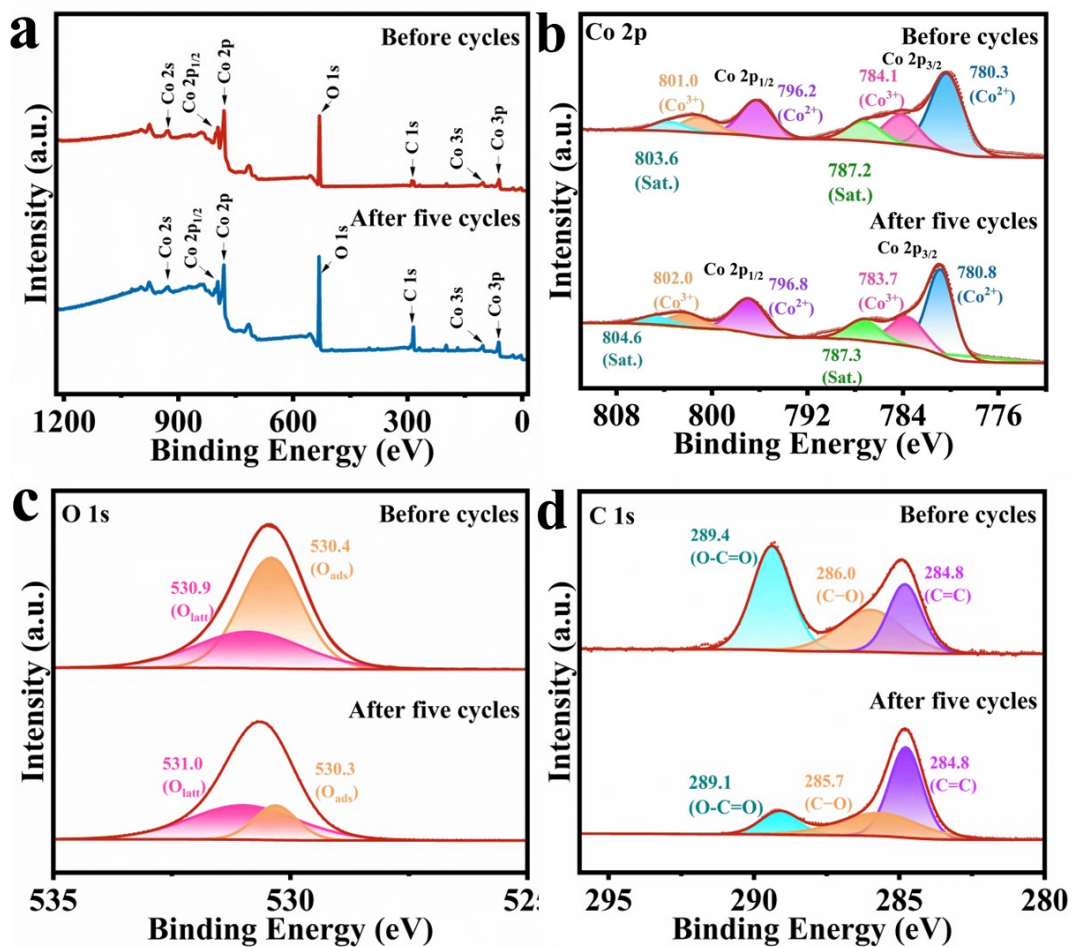 a
Before cycles
Co 2s
Co 2p1/2
Co 2p
O 1s
C 1s
Co 3s
Co 3p
After five cycles
Co 2s
Co 2p1/2
Co 2p
O 1s
C 1s
Co 3s
Co 3p
Intensity (a.u.)
1200 900 600 300 0
Binding Energy (eV)
b
Co 2p
Before cycles
801.0
(Co3+)
Co 2p1/2
796.2
(Co2+)
784.1
(Co3+)
Co 2p3/2
780.3
(Co2+)
803.6
(Sat.)
787.2
(Sat.)
After five cycles
802.0
(Co3+)
Co 2p1/2
796.8
(Co2+)
783.7
(Co3+)
Co 2p3/2
780.8
(Co2+)
804.6
(Sat.)
787.3
(Sat.)
Intensity (a.u.)
808 800 792 784 776
Binding Energy (eV)
c
O 1s
Before cycles
530.4
(Oads)
530.9
(Olatt)
After five cycles
531.0
(Olatt)
530.3
(Oads)
Intensity (a.u.)
535 530 525
Binding Energy (eV)
d
C 1s
Before cycles
289.4
(O-C=O)
286.0
(C−O)
284.8
(C=C)
After five cycles
289.1
(O-C=O)
285.7
(C−O)
284.8
(C=C)
Intensity (a.u.)
295 290 285 280
Binding Energy (eV)